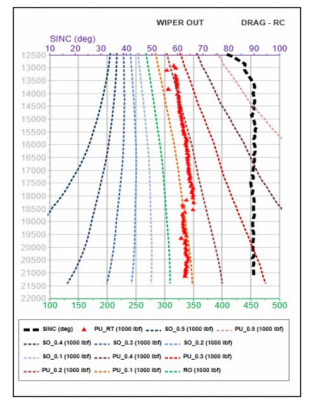 WIPER OUT DRAG - RC
SINC (deg)
10 20 30 40 50 60 70 80 90 100
12500
13000
13500
14000
14500
15000
15500
16000
16500
17000
17500
18000
18500
19000
19500
20000
20500
21000
21500
22000
100 150 200 250 300 350 400 450 500
SINC (deg) PU_RT (1000 lbf) SO_0.5 (1000 lbf) PU_0.5 (1000 lbf)
SO_0.4 (1000 lbf) SO_0.3 (1000 lbf) SO_0.2 (1000 lbf)
SO_0.1 (1000 lbf) PU_0.4 (1000 lbf) PU_0.3 (1000 lbf)
PU_0.2 (1000 lbf) PU_0.1 (1000 lbf) RO (1000 lbf)